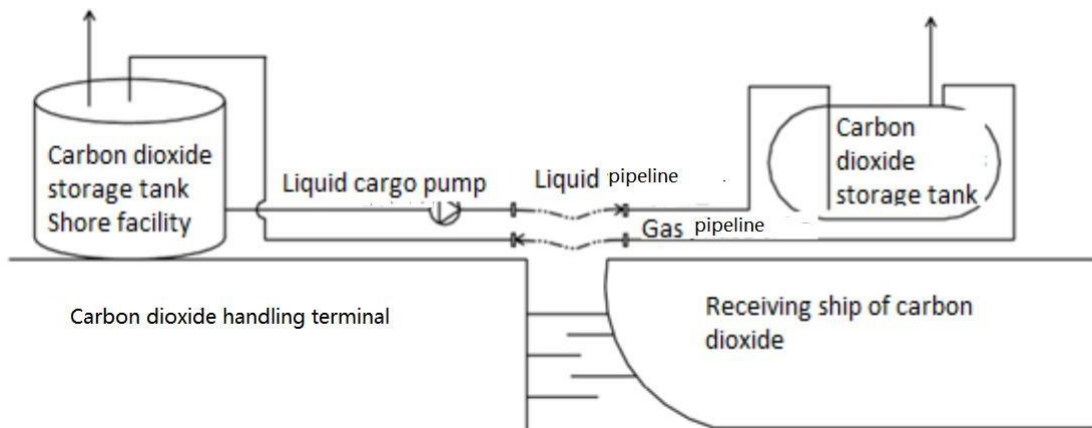 Carbon dioxide
storage tank
Shore facility
Liquid cargo pump
Liquid pipeline
Gas pipeline
Carbon
dioxide
storage tank
Carbon dioxide handling terminal
Receiving ship of carbon
dioxide